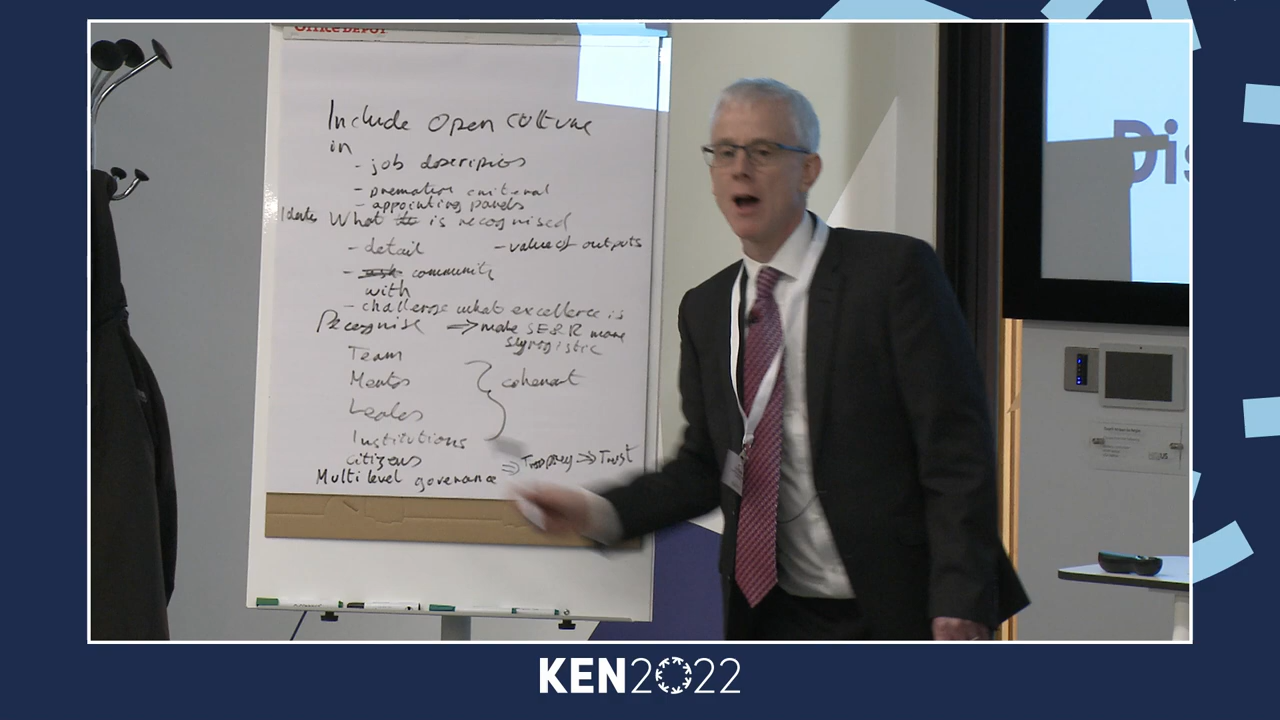 Office DEPOT
Include Open culture
in
- job descriptions
- promotion criteria
- appointing panels
What is recognised
- detail - value of outputs
- community
with
- challenge what excellence is
Recognise => make SE&R more
synergistic
Team
Mentors
Leaders
coherent
Institutions
citizens
Multi level governance => => Trust
Dis
KEN2022